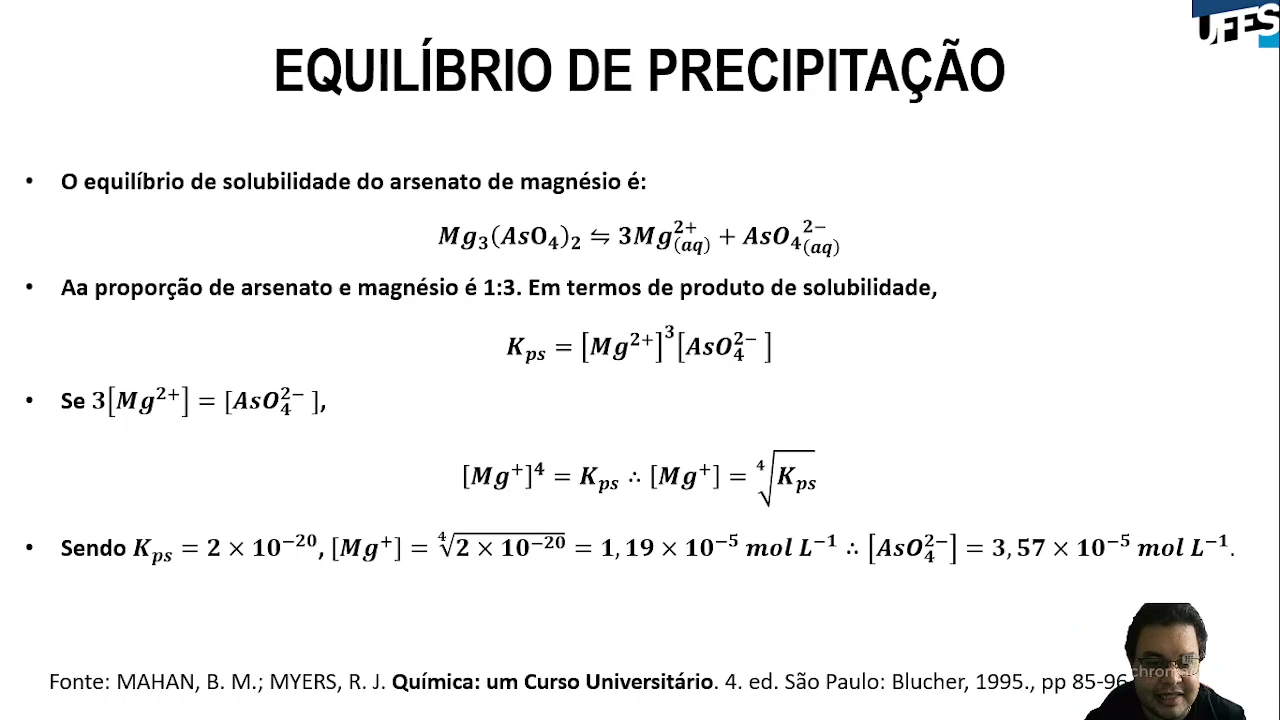 UFES
EQUILÍBRIO DE PRECIPITAÇÃO
• O equilíbrio de solubilidade do arsenato de magnésio é:
Mg₃(AsO₄)₂ ⇋ 3Mg²⁺₍aq₎ + AsO₄²⁻₍aq₎
• Aa proporção de arsenato e magnésio é 1:3. Em termos de produto de solubilidade,
Kₚₛ = [Mg²⁺]³[AsO₄²⁻ ]
• Se 3[Mg²⁺] = [AsO₄²⁻ ],
[Mg⁺]⁴ = Kₚₛ ∴ [Mg⁺] = ⁴√Kₚₛ
• Sendo Kₚₛ = 2 × 10⁻²⁰, [Mg⁺] = ⁴√(2 × 10⁻²⁰) = 1,19 × 10⁻⁵ mol L⁻¹ ∴ [AsO₄²⁻] = 3,57 × 10⁻⁵ mol L⁻¹.
Fonte: MAHAN, B. M.; MYERS, R. J. Química: um Curso Universitário. 4. ed. São Paulo: Blucher, 1995., pp 85-96